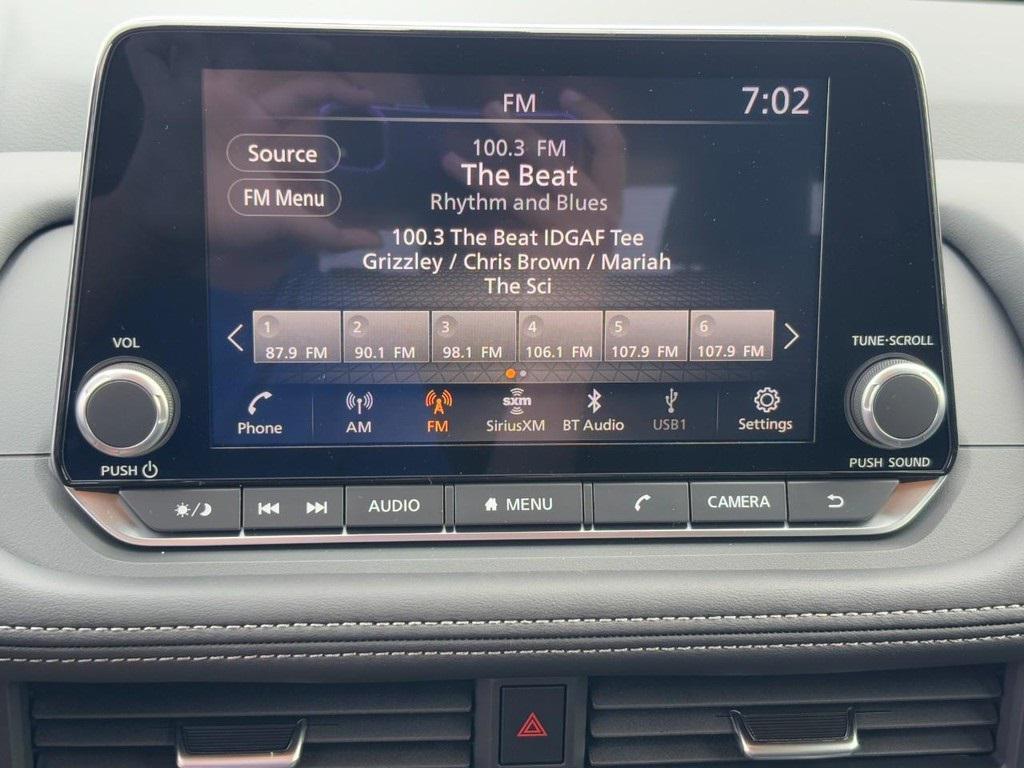 FM
7:02
Source
FM Menu
100.3 FM
The Beat
Rhythm and Blues
100.3 The Beat IDGAF Tee
Grizzley / Chris Brown / Mariah
The Sci
1
87.9 FM
2
90.1 FM
3
98.1 FM
4
106.1 FM
5
107.9 FM
6
107.9 FM
Phone
AM
FM
sxm
SiriusXM
BT Audio
USB1
Settings
VOL
PUSH
TUNE·SCROLL
PUSH SOUND
AUDIO
MENU
CAMERA